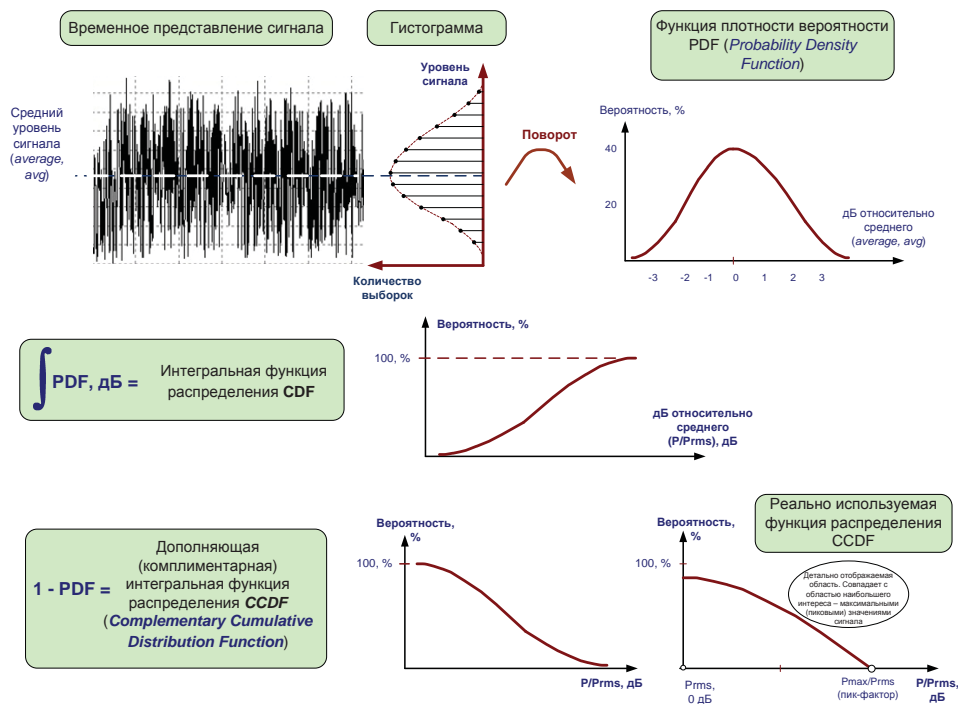 Временное представление сигнала
Гистограмма
Функция плотности вероятности
PDF (Probability Density
Function)
Средний
уровень
сигнала
(average,
avg)
Уровень
сигнала
Количество
выборок
Поворот
Вероятность, %
40
20
-3 -2 -1 0 1 2 3
дБ относительно
среднего
(average, avg)
∫ PDF, дБ =
Интегральная функция
распределения CDF
Вероятность, %
100, %
дБ относительно
среднего
(P/Prms), дБ
1 - PDF =
Дополняющая
(комплиментарная)
интегральная функция
распределения CCDF
(Complementary Cumulative
Distribution Function)
Вероятность,
%
100, %
P/Prms, дБ
Реально используемая
функция распределения
CCDF
Вероятность,
%
100, %
Детально отображаемая
область. Совпадает с
областью наибольшего
интереса – максимальными
(пиковыми) значениями
сигнала
Prms,
0 дБ
Pmax/Prms
(пик-фактор)
P/Prms,
дБ